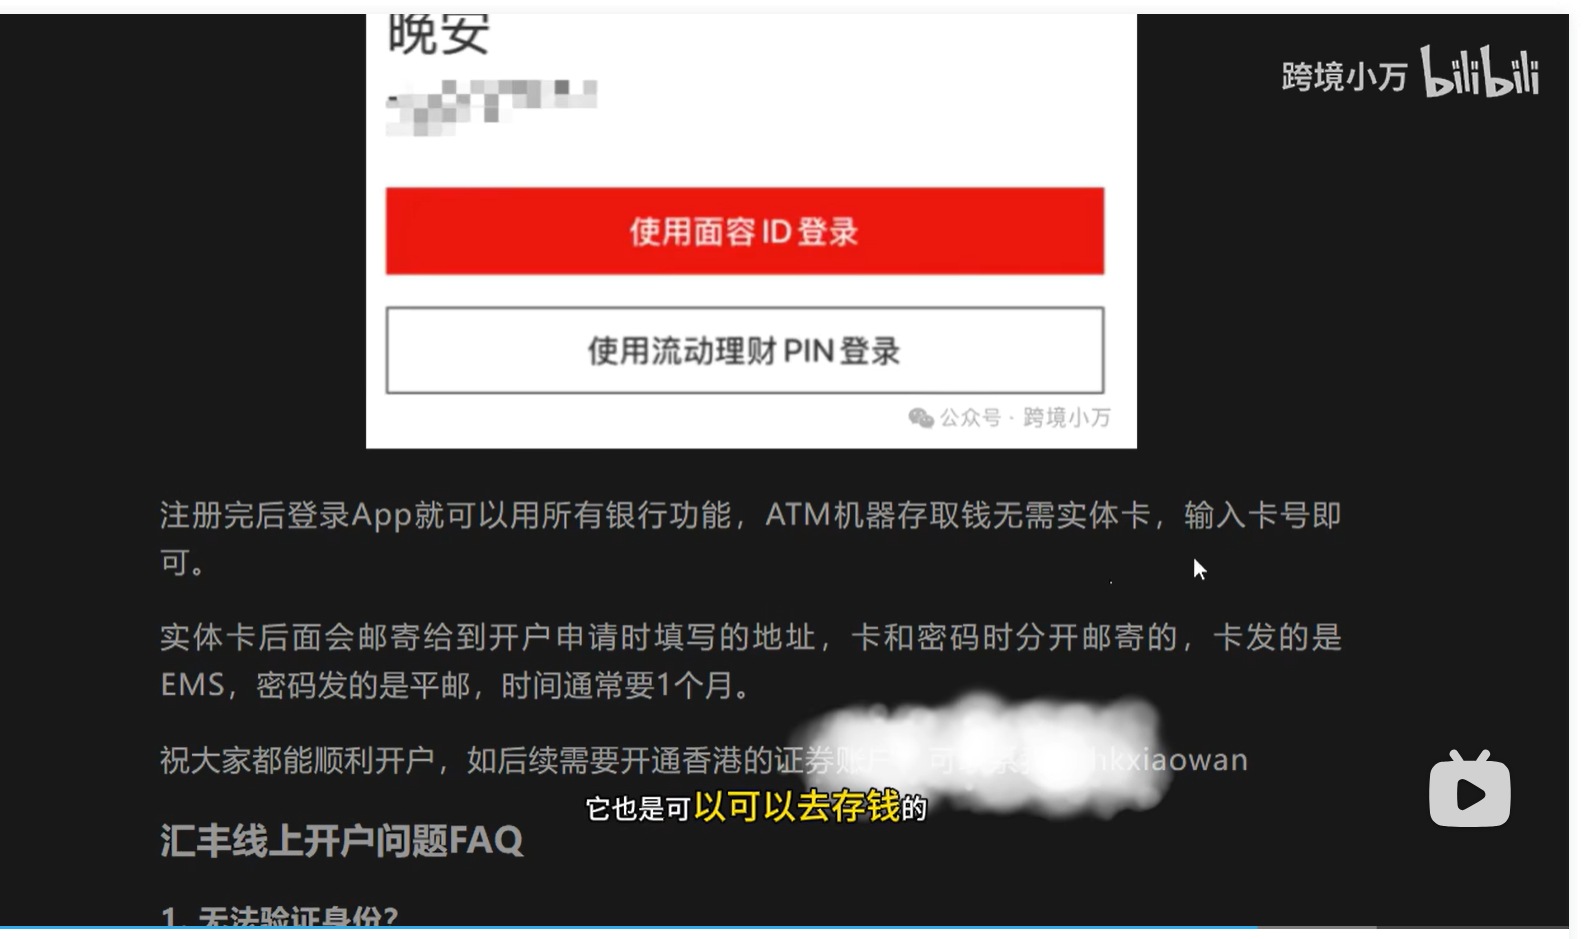 晚安
跨境小万 bilibili
使用面容 ID 登录
使用流动理财 PIN 登录
公众号 · 跨境小万
注册完后登录App就可以用所有银行功能，ATM机器存取钱无需实体卡，输入卡号即
可。
实体卡后面会邮寄给到开户申请时填写的地址，卡和密码时分开邮寄的，卡发的是
EMS，密码发的是平邮，时间通常要1个月。
祝大家都能顺利开户，如后续需要开通香港的证券账户 可 hkxiaowan
它也是可以可以去存钱的
汇丰线上开户问题FAQ
1. 无法验证身份？